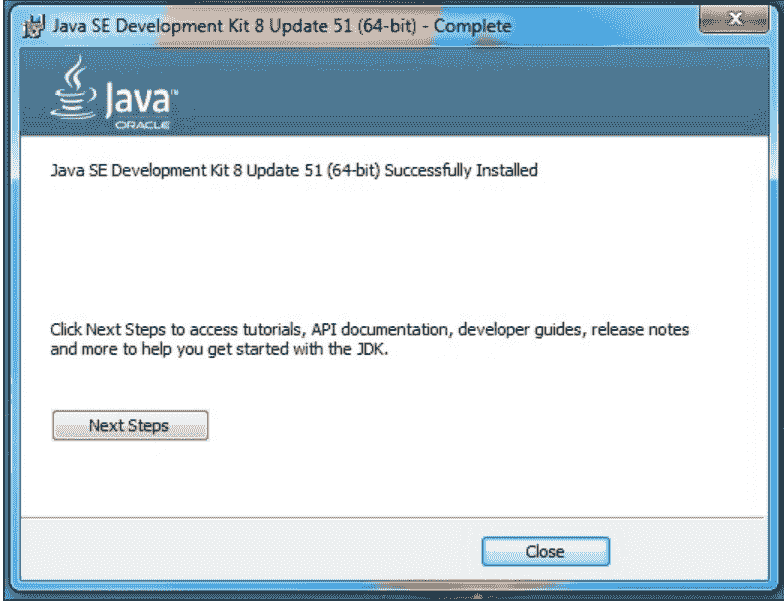 Java SE Development Kit 8 Update 51 (64-bit) - Complete
Java™
ORACLE
Java SE Development Kit 8 Update 51 (64-bit) Successfully Installed
Click Next Steps to access tutorials, API documentation, developer guides, release notes
and more to help you get started with the JDK.
Next Steps
Close